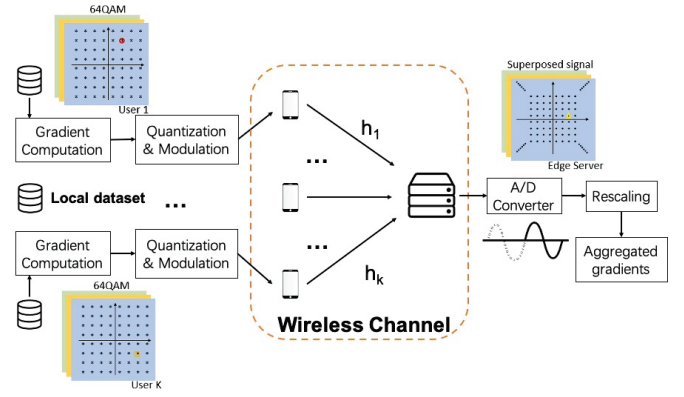 64QAM
User 1
Gradient
Computation
Quantization
& Modulation
Local dataset
...
Gradient
Computation
Quantization
& Modulation
64QAM
User K
h1
...
...
hk
Wireless Channel
Superposed signal
Edge Server
A/D
Converter
Rescaling
Aggregated
gradients